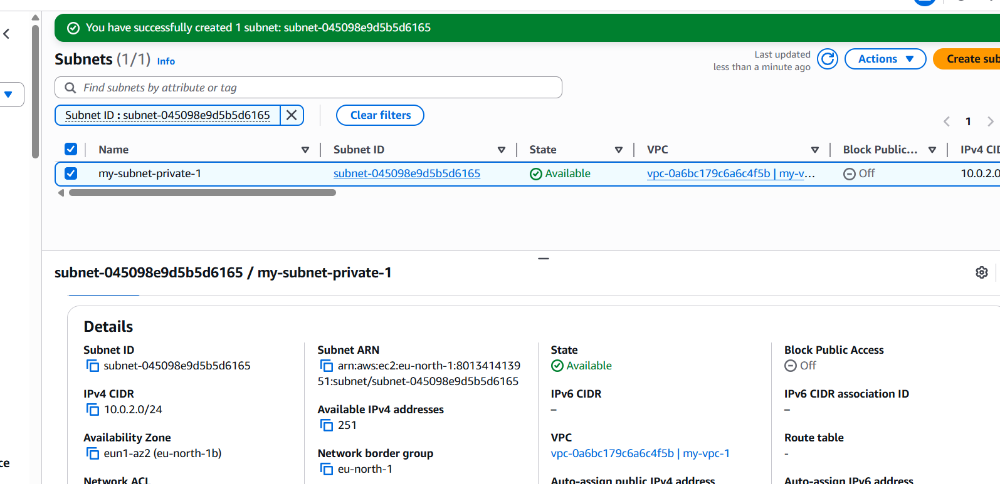 You have successfully created 1 subnet: subnet-045098e9d5b5d6165
Subnets (1/1) Info
Last updated
less than a minute ago
Actions
Create sub
Find subnets by attribute or tag
Subnet ID : subnet-045098e9d5b5d6165
Clear filters
1
Name
Subnet ID
State
VPC
Block Public...
IPv4 CID
my-subnet-private-1
subnet-045098e9d5b5d6165
Available
vpc-0a6bc179c6a6c4f5b | my-v...
Off
10.0.2.0
subnet-045098e9d5b5d6165 / my-subnet-private-1
Details
Subnet ID
subnet-045098e9d5b5d6165
IPv4 CIDR
10.0.2.0/24
Availability Zone
eun1-az2 (eu-north-1b)
Network ACL
Subnet ARN
arn:aws:ec2:eu-north-1:8013414139
51:subnet/subnet-045098e9d5b5d6165
Available IPv4 addresses
251
Network border group
eu-north-1
State
Available
IPv6 CIDR
–
VPC
vpc-0a6bc179c6a6c4f5b | my-vpc-1
Auto-assign public IPv4 address
Block Public Access
Off
IPv6 CIDR association ID
–
Route table
-
Auto-assign IPv6 address
ce